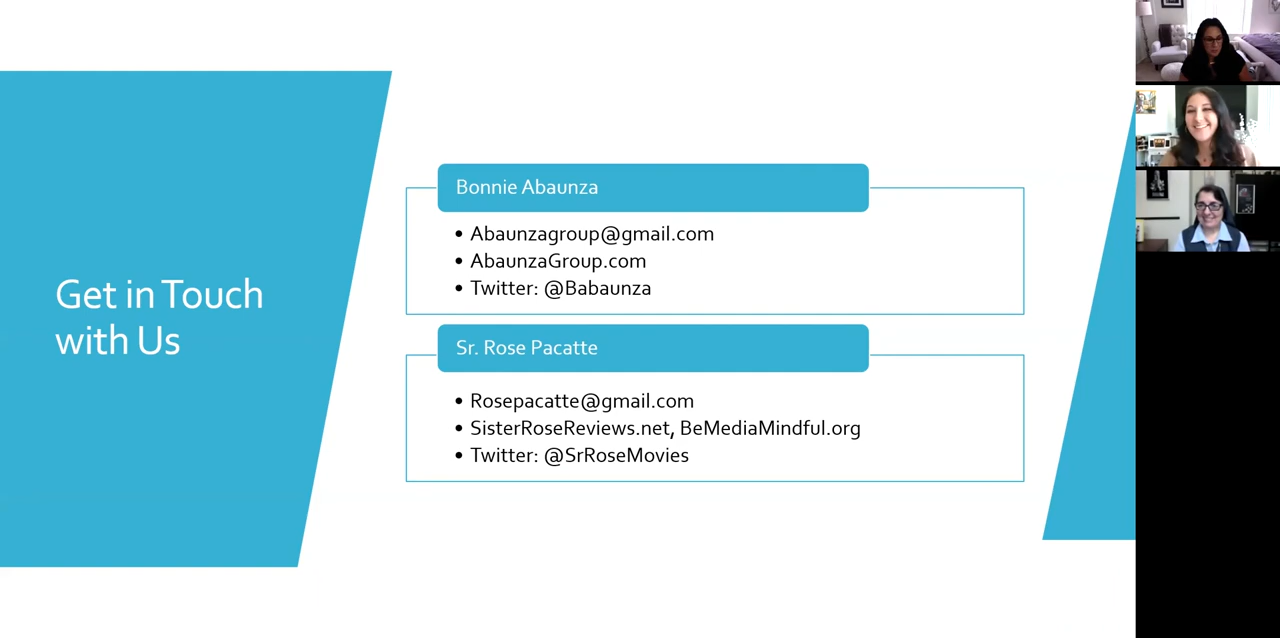 Get in Touch
with Us
Bonnie Abaunza
• Abaunzagroup@gmail.com
• AbaunzaGroup.com
• Twitter: @Babaunza
Sr. Rose Pacatte
• Rosepacatte@gmail.com
• SisterRoseReviews.net, BeMediaMindful.org
• Twitter: @SrRoseMovies